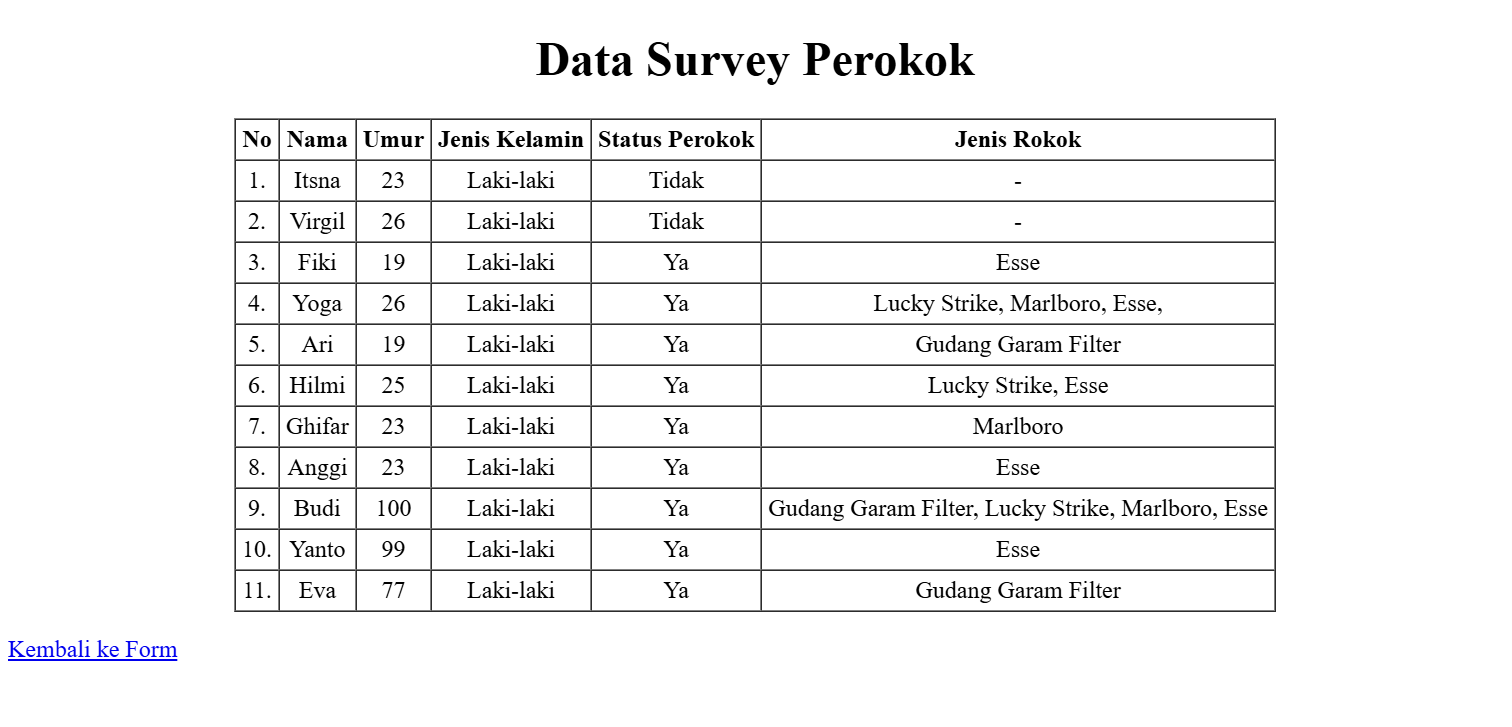 Data Survey Perokok
No Nama Umur Jenis Kelamin Status Perokok Jenis Rokok
1. Itsna 23 Laki-laki Tidak -
2. Virgil 26 Laki-laki Tidak -
3. Fiki 19 Laki-laki Ya Esse
4. Yoga 26 Laki-laki Ya Lucky Strike, Marlboro, Esse,
5. Ari 19 Laki-laki Ya Gudang Garam Filter
6. Hilmi 25 Laki-laki Ya Lucky Strike, Esse
7. Ghifar 23 Laki-laki Ya Marlboro
8. Anggi 23 Laki-laki Ya Esse
9. Budi 100 Laki-laki Ya Gudang Garam Filter, Lucky Strike, Marlboro, Esse
10. Yanto 99 Laki-laki Ya Esse
11. Eva 77 Laki-laki Ya Gudang Garam Filter
Kembali ke Form